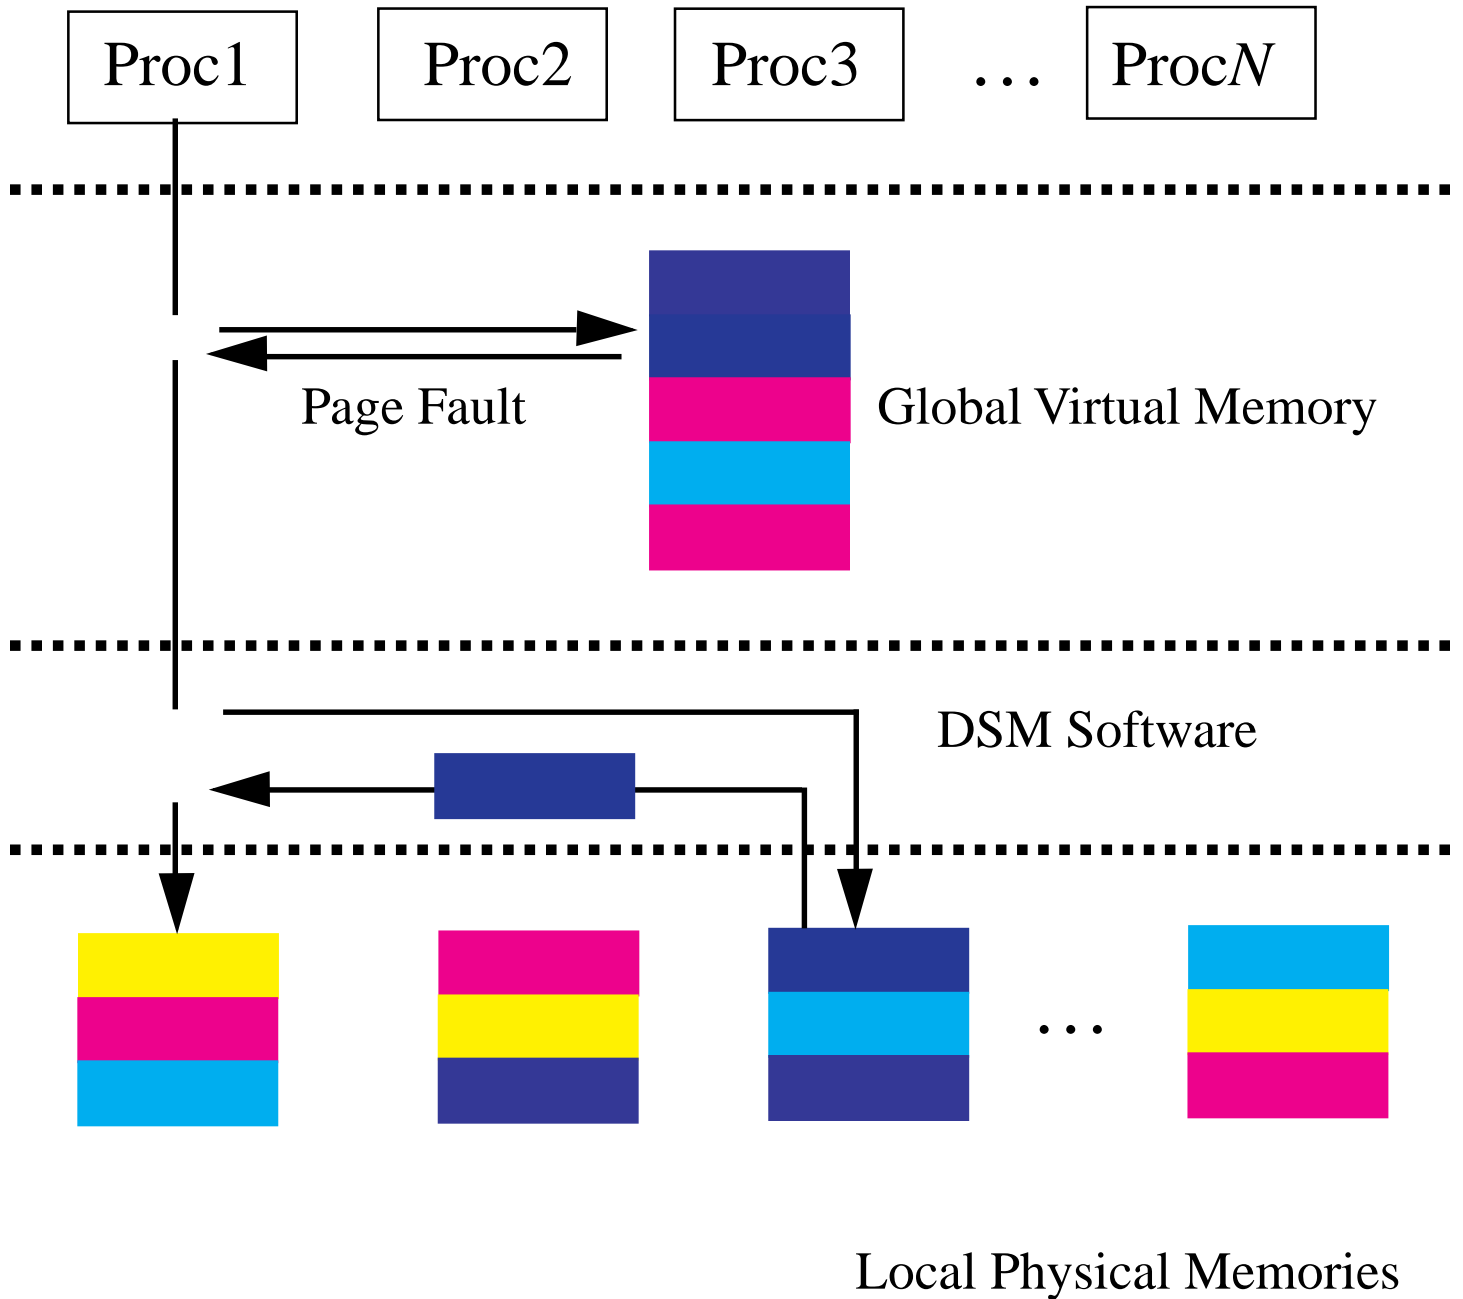 Proc1 Proc2 Proc3 ... ProcN
Page Fault
Global Virtual Memory
DSM Software
...
Local Physical Memories